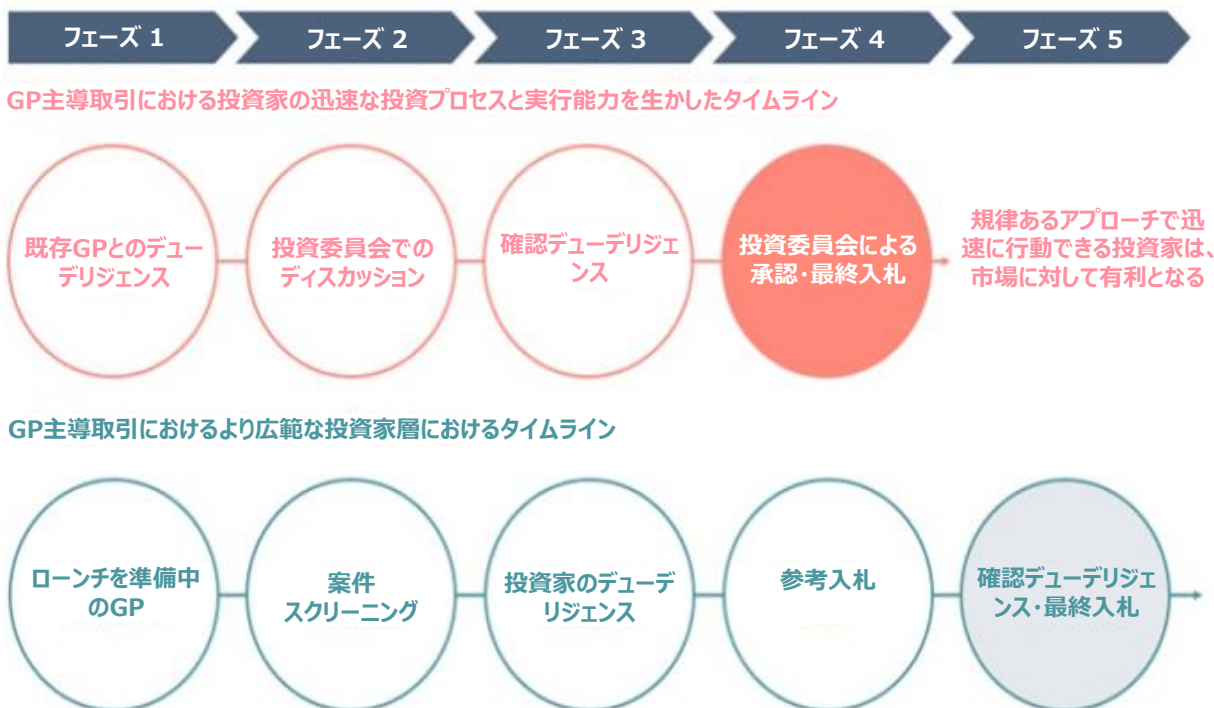 フェーズ 1
フェーズ 2
フェーズ 3
フェーズ 4
フェーズ 5
GP主導取引における投資家の迅速な投資プロセスと実行能力を生かしたタイムライン
既存GPとのデュー
デリジェンス
投資委員会での
ディスカッション
確認デューデリジェ
ンス
投資委員会による
承認・最終入札
規律あるアプローチで迅
速に行動できる投資家は、
市場に対して有利となる
GP主導取引におけるより広範な投資家層におけるタイムライン
ローンチを準備中
のGP
案件
スクリーニング
投資家のデューデ
リジェンス
参考入札
確認デューデリジェ
ンス・最終入札